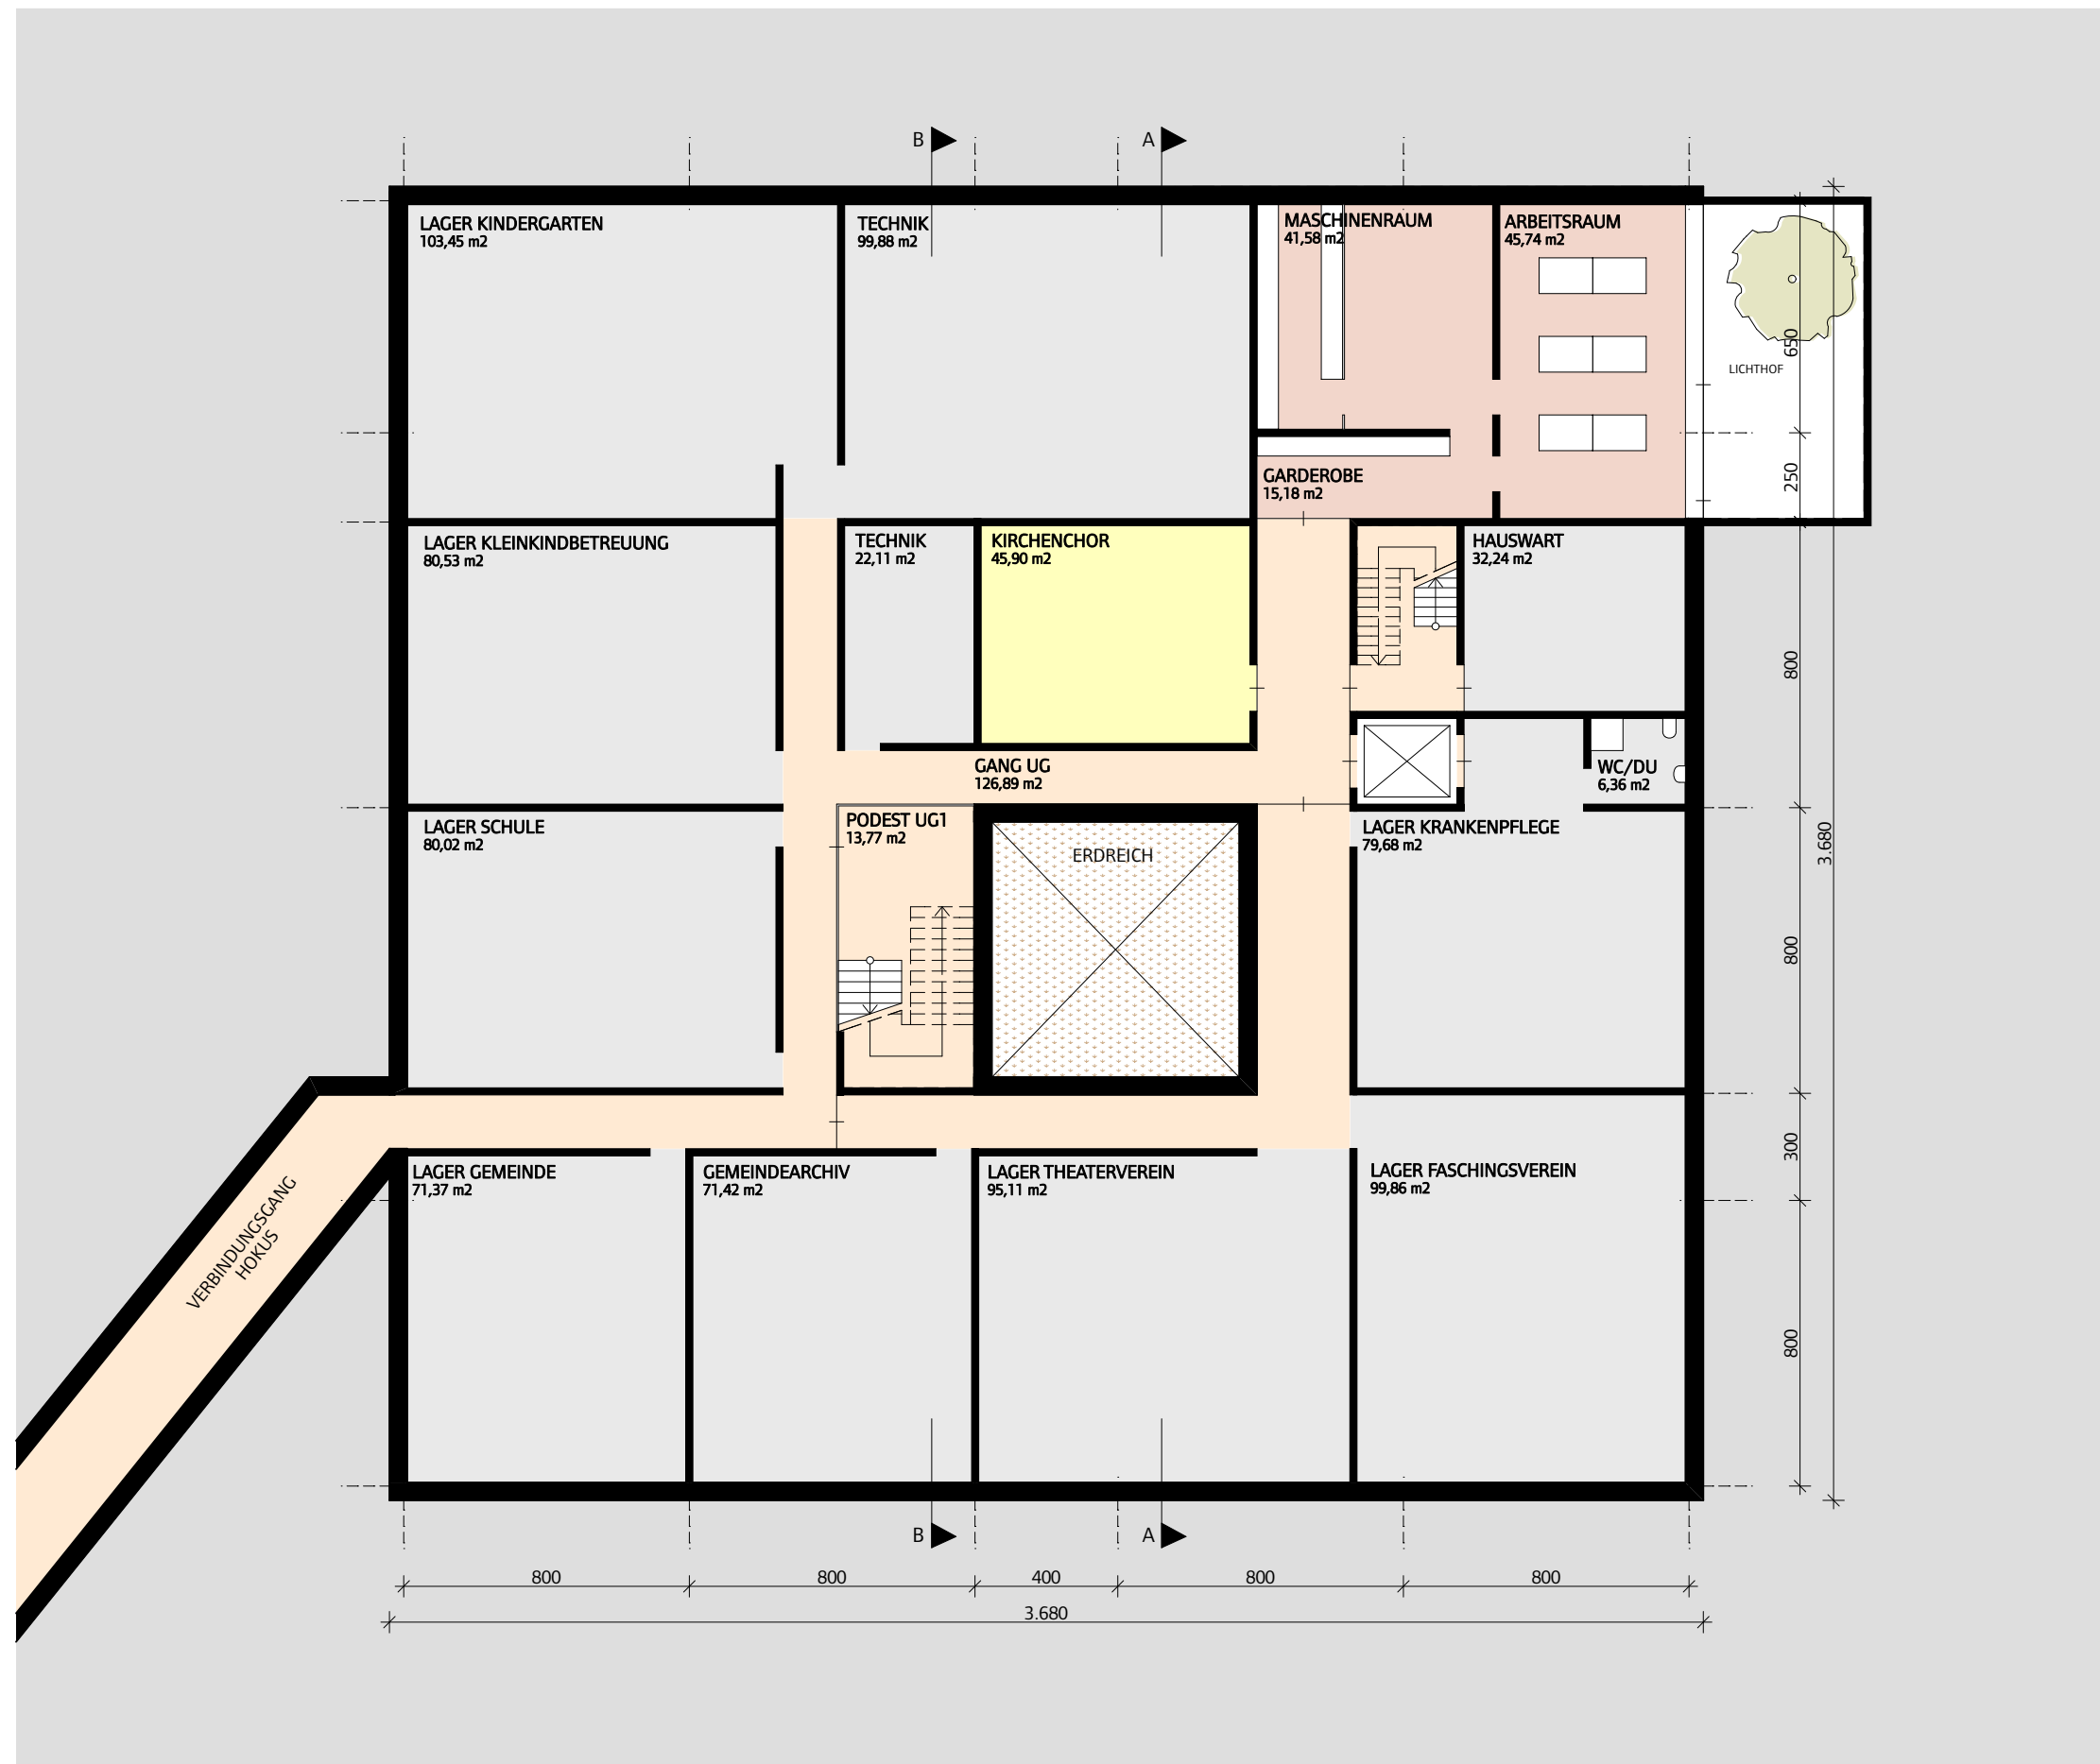 B
A
LAGER KINDERGARTEN
103,45 m2
TECHNIK
99,88 m2
MASCHINENRAUM
41,58 m2
ARBEITSRAUM
45,74 m2
650
LICHTHOF
250
GARDEROBE
15,18 m2
LAGER KLEINKINDBETREUUNG
80,53 m2
TECHNIK
22,11 m2
KIRCHENCHOR
45,90 m2
HAUSWART
32,24 m2
800
GANG UG
126,89 m2
WC/DU
6,36 m2
LAGER SCHULE
80,02 m2
PODEST UG1
13,77 m2
ERDREICH
LAGER KRANKENPFLEGE
79,68 m2
3.680
800
300
LAGER GEMEINDE
71,37 m2
GEMEINDEARCHIV
71,42 m2
LAGER THEATERVEREIN
95,11 m2
LAGER FASCHINGSVEREIN
99,86 m2
VERBINDUNGSGANG
HOKUS
800
B
A
800
800
400
800
800
3.680